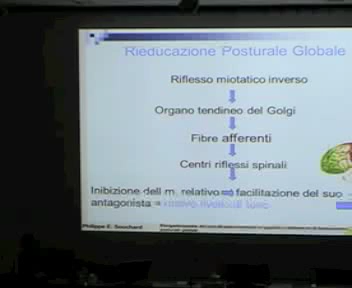 Rieducazione Posturale Globale
Riflesso miotatico inverso
Organo tendineo del Golgi
Fibre afferenti
Centri riflessi spinali
Inibizione dell m. relativo ⇨ facilitazione del suo
antagonista =
Philippe E. Souchard